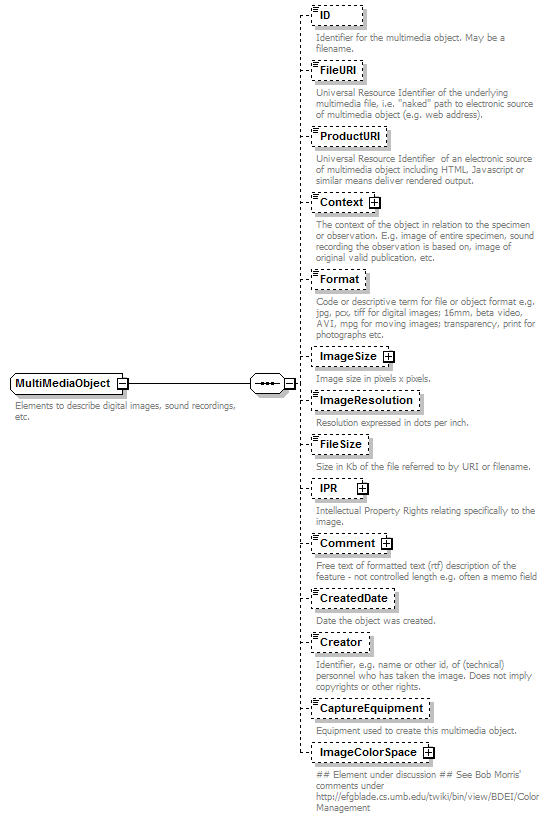 ID
Identifier for the multimedia object. May be a
filename.
FileURI
Universal Resource Identifier of the underlying
multimedia file, i.e. "naked" path to electronic source
of multimedia object (e.g. web address).
ProductURI
Universal Resource Identifier  of an electronic source
of multimedia object including HTML, Javascript or
similar means deliver rendered output.
Context
The context of the object in relation to the specimen
or observation. E.g. image of entire specimen, sound
recording the observation is based on, image of
original valid publication, etc.
Format
Code or descriptive term for file or object format e.g.
jpg, pcx, tiff for digital images; 16mm, beta video,
AVI, mpg for moving images; transparency, print for
photographs etc.
ImageSize
Image size in pixels x pixels.
MultiMediaObject
Elements to describe digital images, sound recordings,
etc.
ImageResolution
Resolution expressed in dots per inch.
FileSize
Size in Kb of the file referred to by URI or filename.
IPR
Intellectual Property Rights relating specifically to the
image.
Comment
Free text of formatted text (rtf) description of the
feature - not controlled length e.g. often a memo field
CreatedDate
Date the object was created.
Creator
Identifier, e.g. name or other id, of (technical)
personnel who has taken the image. Does not imply
copyrights or other rights.
CaptureEquipment
Equipment used to create this multimedia object.
ImageColorSpace
## Element under discussion ## See Bob Morris'
comments under
http://efgblade.cs.umb.edu/twiki/bin/view/BDEI/Color
Management